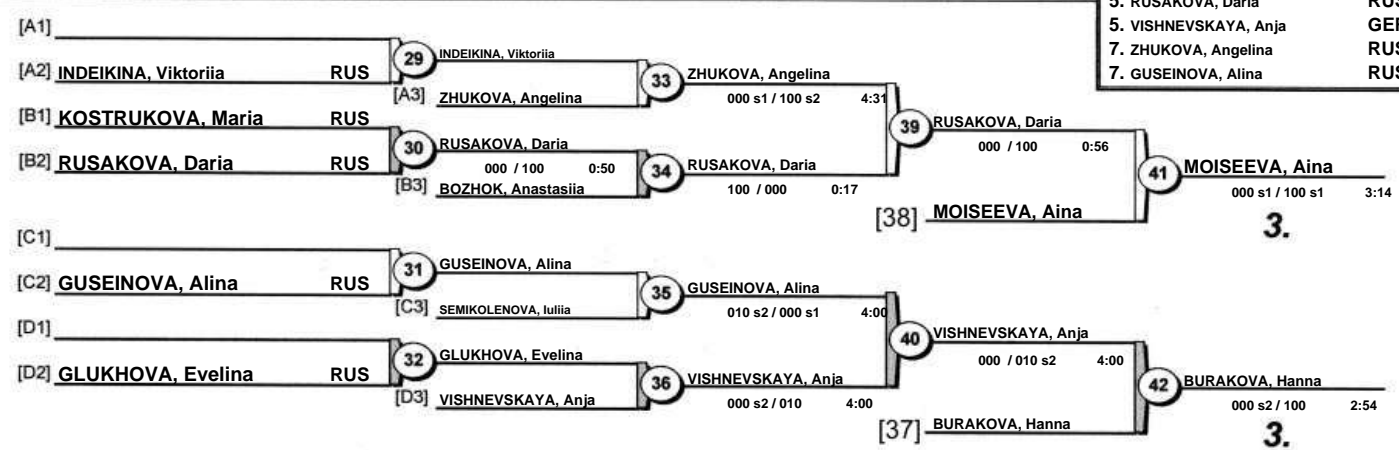 5. RUSAKOVA, Daria RUS
5. VISHNEVSKAYA, Anja GER
7. ZHUKOVA, Angelina RUS
7. GUSEINOVA, Alina RUS
[A1]
[A2] INDEIKINA, Viktoriia RUS
29
INDEIKINA, Viktoriia
[A3] ZHUKOVA, Angelina
33
ZHUKOVA, Angelina
000 s1 / 100 s2 4:31
[B1] KOSTRUKOVA, Maria RUS
[B2] RUSAKOVA, Daria RUS
30
RUSAKOVA, Daria
000 / 100 0:50
[B3] BOZHOK, Anastasiia
34
RUSAKOVA, Daria
100 / 000 0:17
39
RUSAKOVA, Daria
000 / 100 0:56
[38] MOISEEVA, Aina
41
MOISEEVA, Aina
000 s1 / 100 s1 3:14
3.
[C1]
[C2] GUSEINOVA, Alina RUS
31
GUSEINOVA, Alina
[C3] SEMIKOLENOVA, Iuliia
35
GUSEINOVA, Alina
010 s2 / 000 s1 4:00
[D1]
[D2] GLUKHOVA, Evelina RUS
32
GLUKHOVA, Evelina
[D3] VISHNEVSKAYA, Anja
36
VISHNEVSKAYA, Anja
000 s2 / 010 4:00
40
VISHNEVSKAYA, Anja
000 / 010 s2 4:00
[37] BURAKOVA, Hanna
42
BURAKOVA, Hanna
000 s2 / 100 2:54
3.